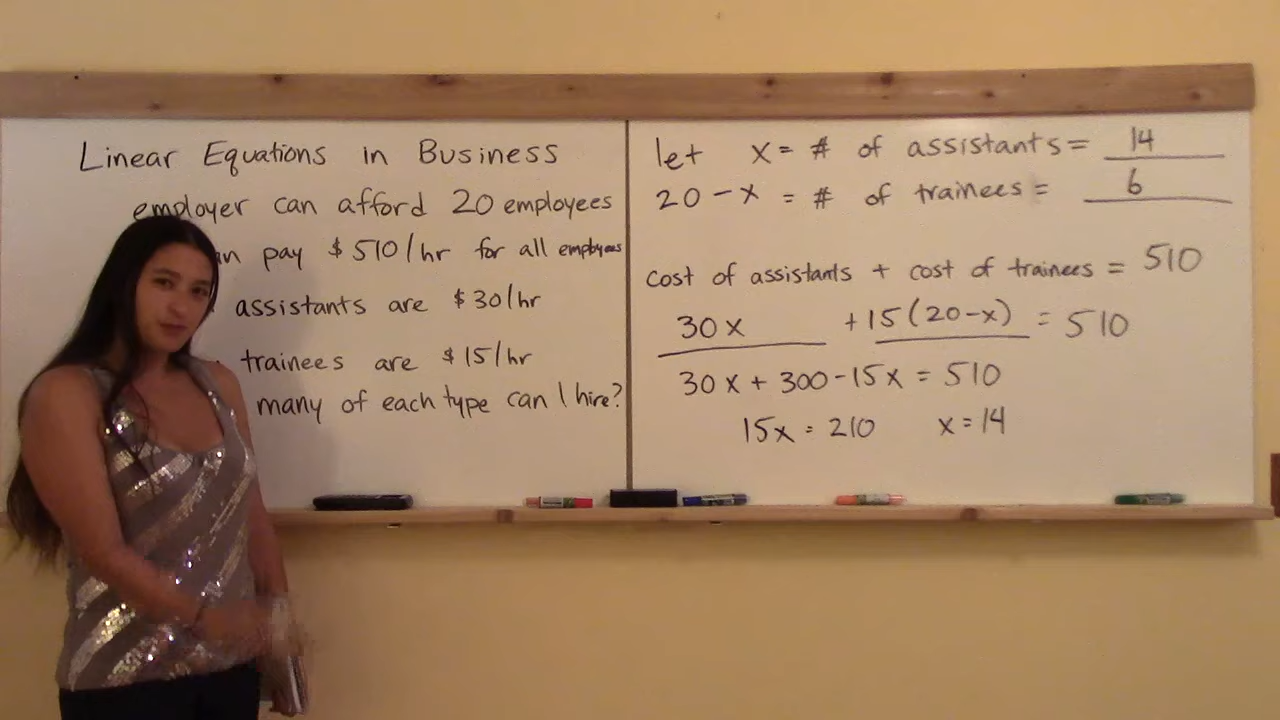 Linear Equations in Business
employer can afford 20 employees
pay $510/hr for all employees
assistants are $30/hr
trainees are $15/hr
many of each type can I hire?
let x = # of assistants = 14
20 - x = # of trainees = 6
cost of assistants + cost of trainees = 510
30x + 15(20-x) = 510
30x + 300 - 15x = 510
15x = 210 x = 14